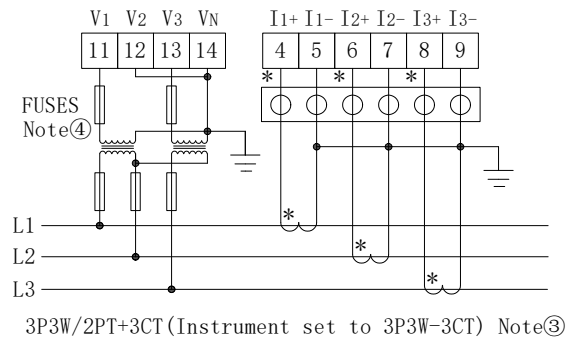 V1 V2 V3 VN I1+ I1- I2+ I2- I3+ I3-
11 12 13 14 4 5 6 7 8 9
* * *
FUSES
Note④
*
L1
*
L2
*
L3
3P3W/2PT+3CT(Instrument set to 3P3W-3CT) Note③